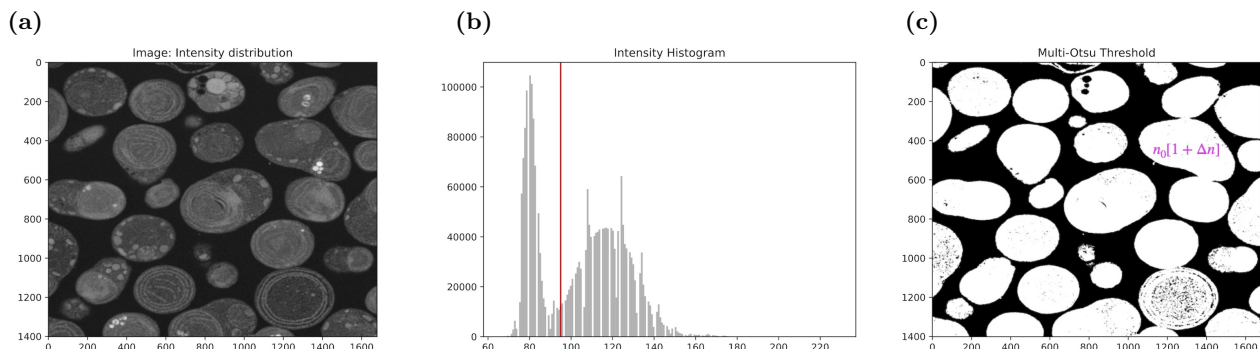 (a)
(b)
(c)
Image: Intensity distribution
Intensity Histogram
Multi-Otsu Threshold
0
200
400
600
800
1000
1200
1400
0 200 400 600 800 1000 1200 1400 1600
100000
80000
60000
40000
20000
0
60 80 100 120 140 160 180 200 220
0
200
400
600
800
1000
1200
1400
0 200 400 600 800 1000 1200 1400 1600
n₀[1 + Δn]